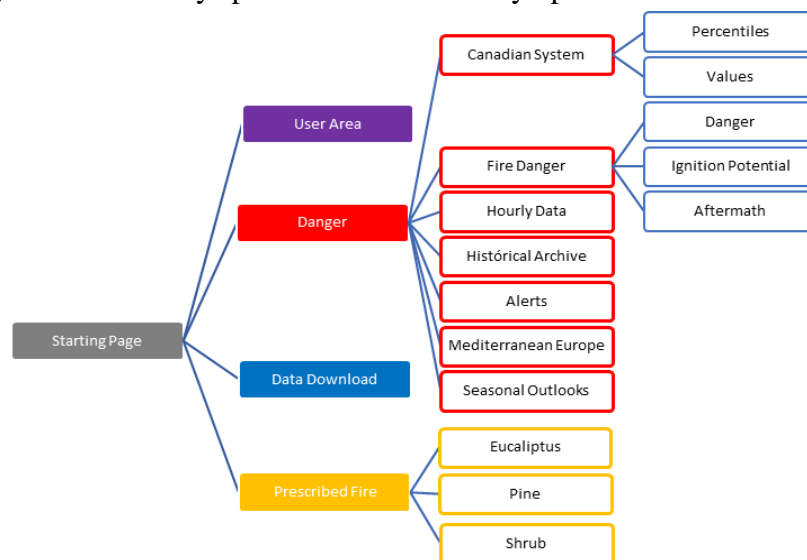 Starting Page
User Area
Danger
Data Download
Prescribed Fire
Canadian System
Fire Danger
Hourly Data
Histórical Archive
Alerts
Mediterranean Europe
Seasonal Outlooks
Eucaliptus
Pine
Shrub
Percentiles
Values
Danger
Ignition Potential
Aftermath